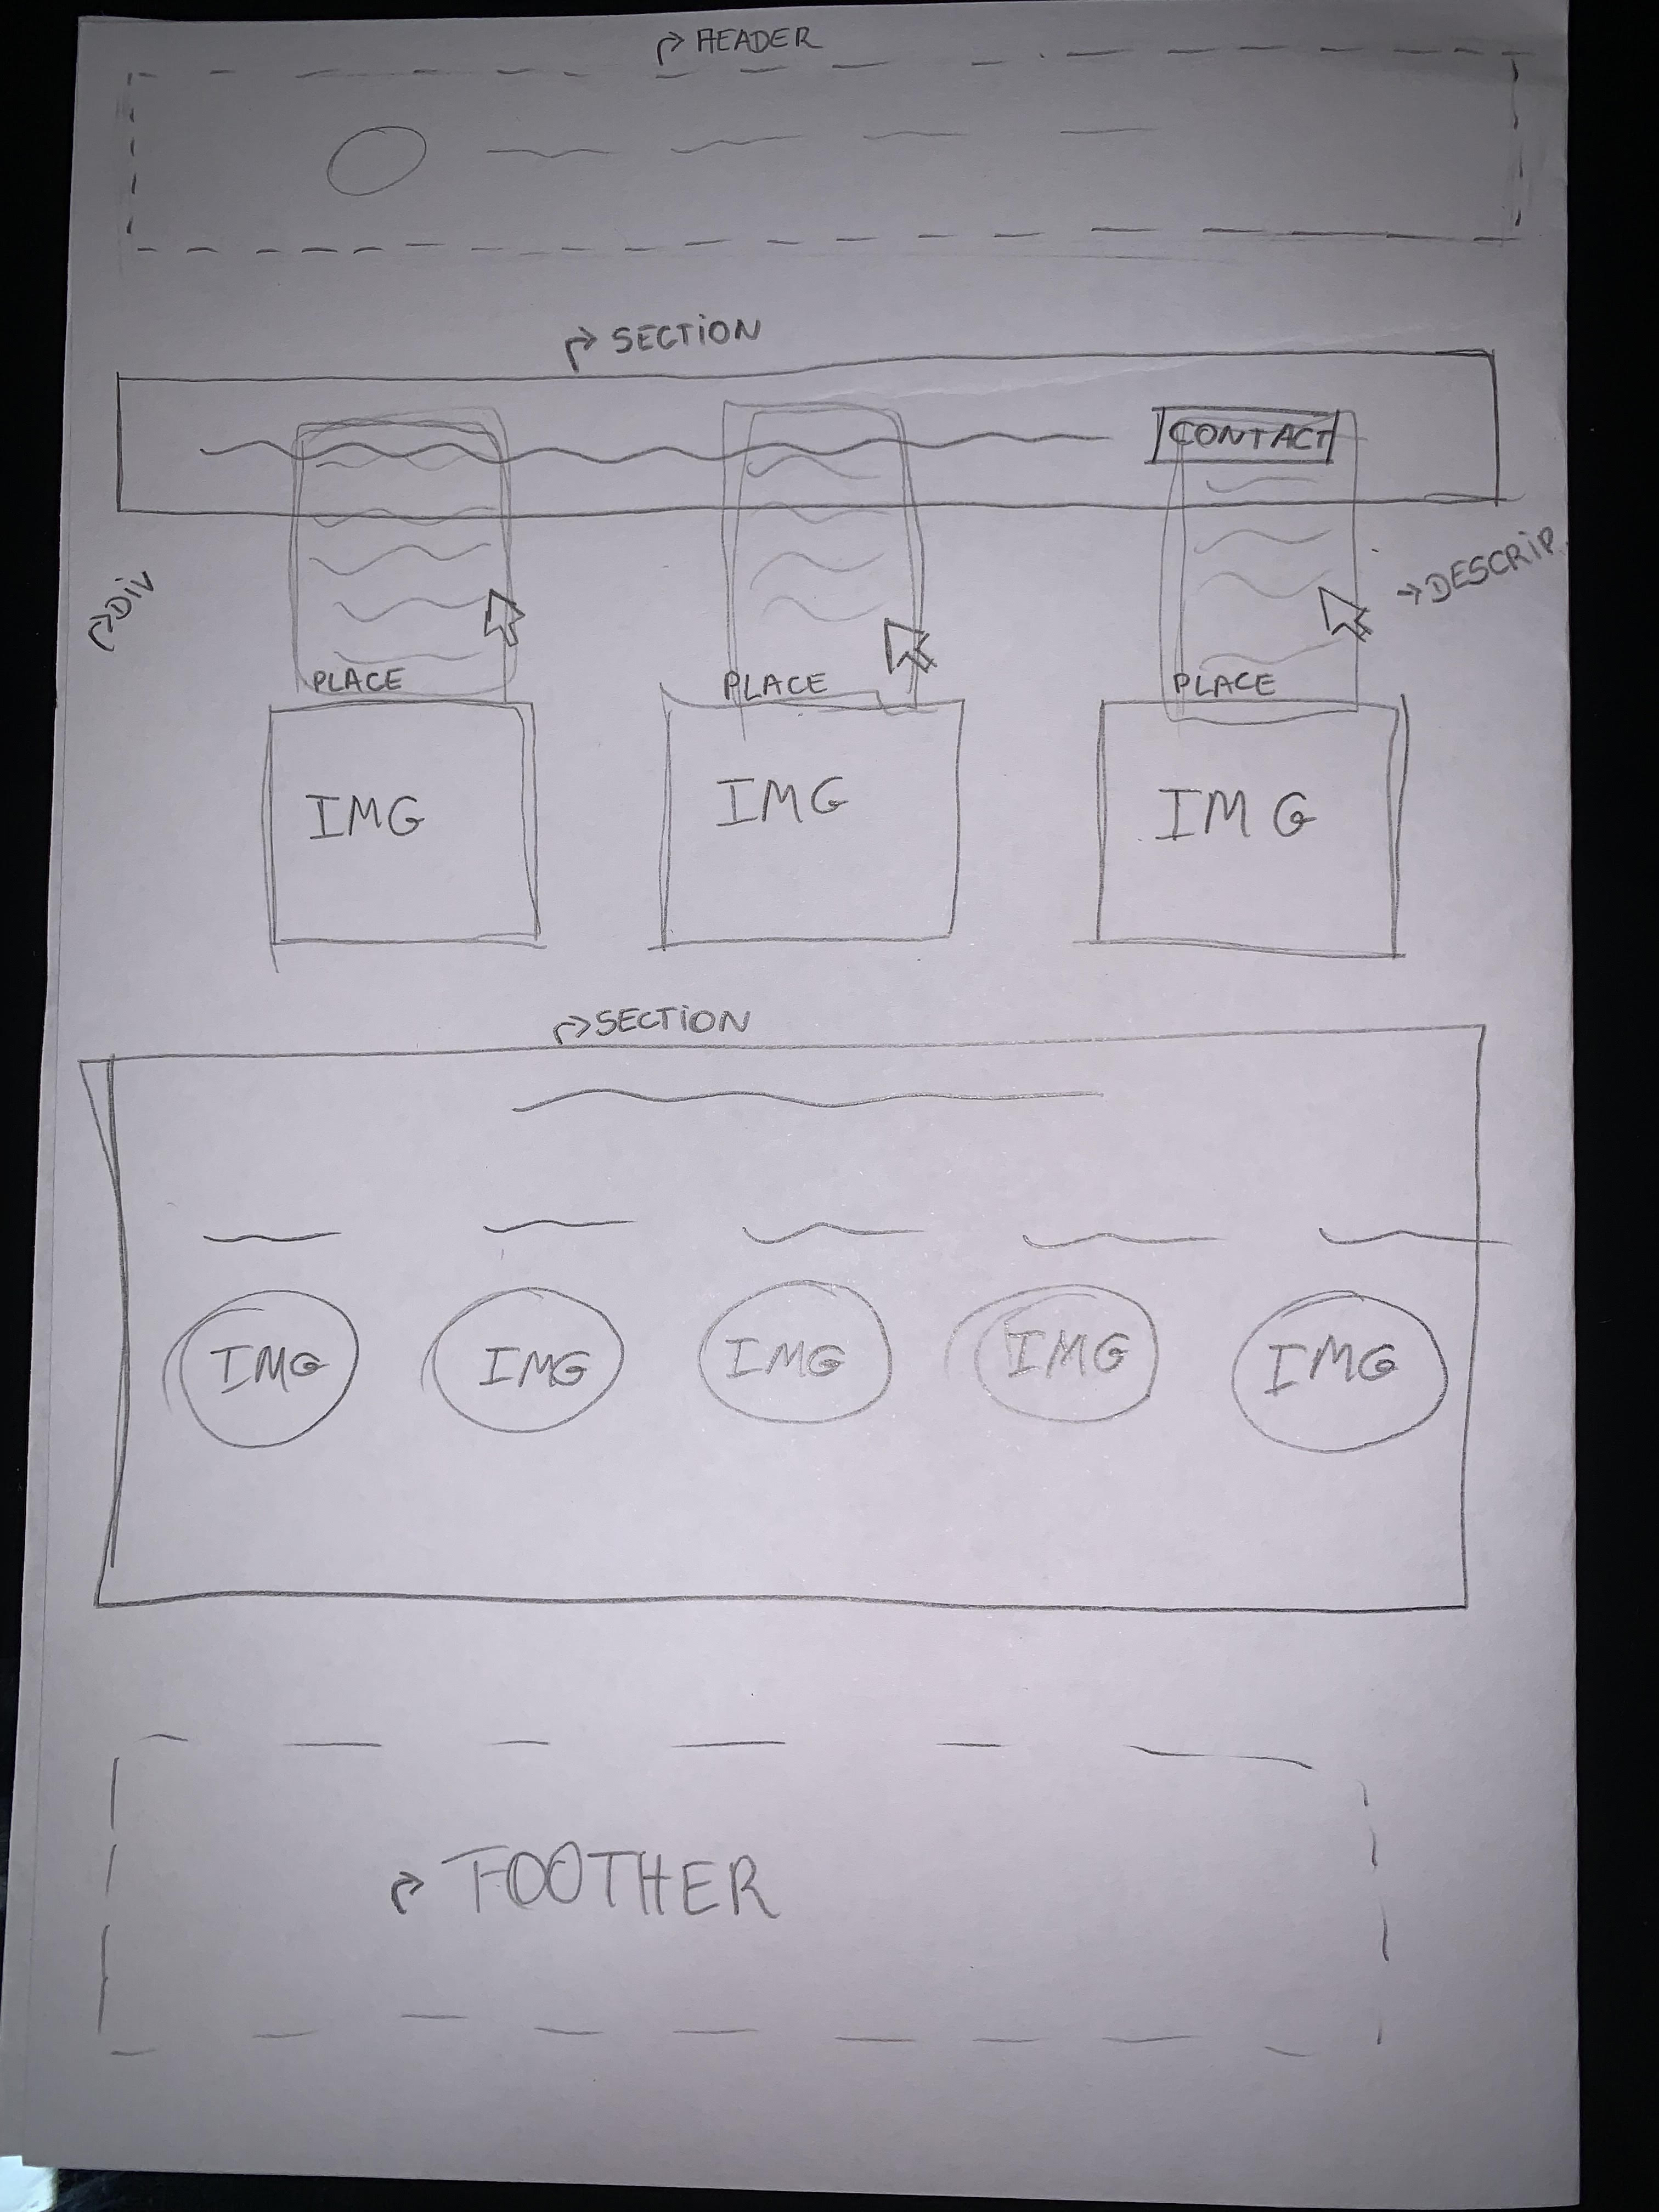 HEADER
SECTION
CONTACT
DIV
DESCRIP.
PLACE PLACE PLACE
IMG IMG IMG
SECTION
IMG IMG IMG IMG IMG
FOOTHER